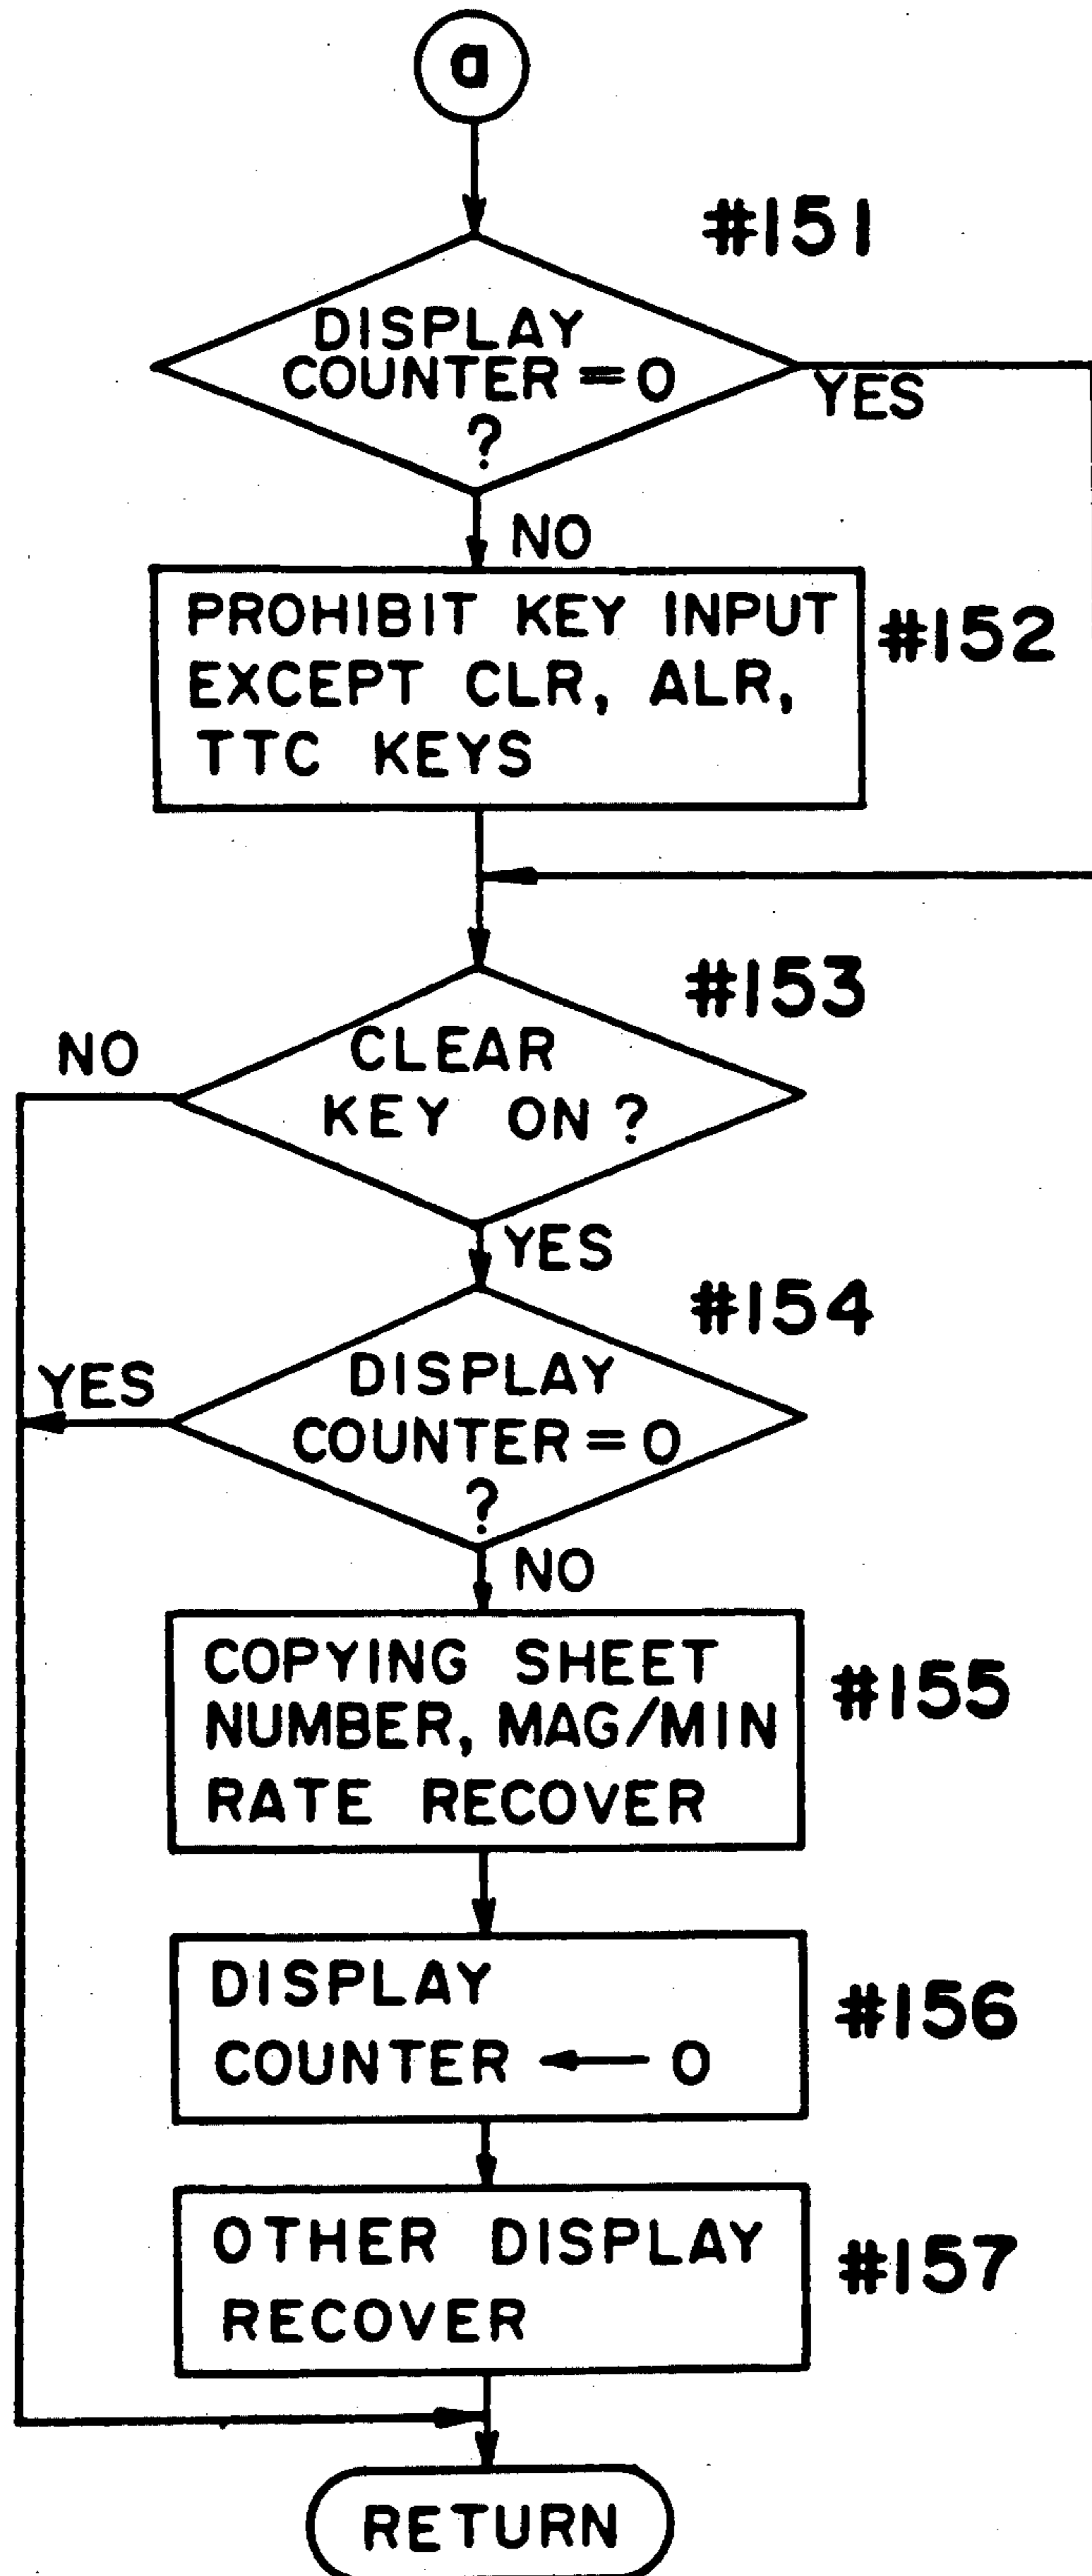 a
#151
DISPLAY
COUNTER = 0
?
YES
NO
PROHIBIT KEY INPUT
EXCEPT CLR, ALR,
TTC KEYS
#152
#153
NO
CLEAR
KEY ON ?
YES
#154
YES
DISPLAY
COUNTER = 0
?
NO
COPYING SHEET
NUMBER, MAG/MIN
RATE RECOVER
#155
DISPLAY
COUNTER ← 0
#156
OTHER DISPLAY
RECOVER
#157
RETURN